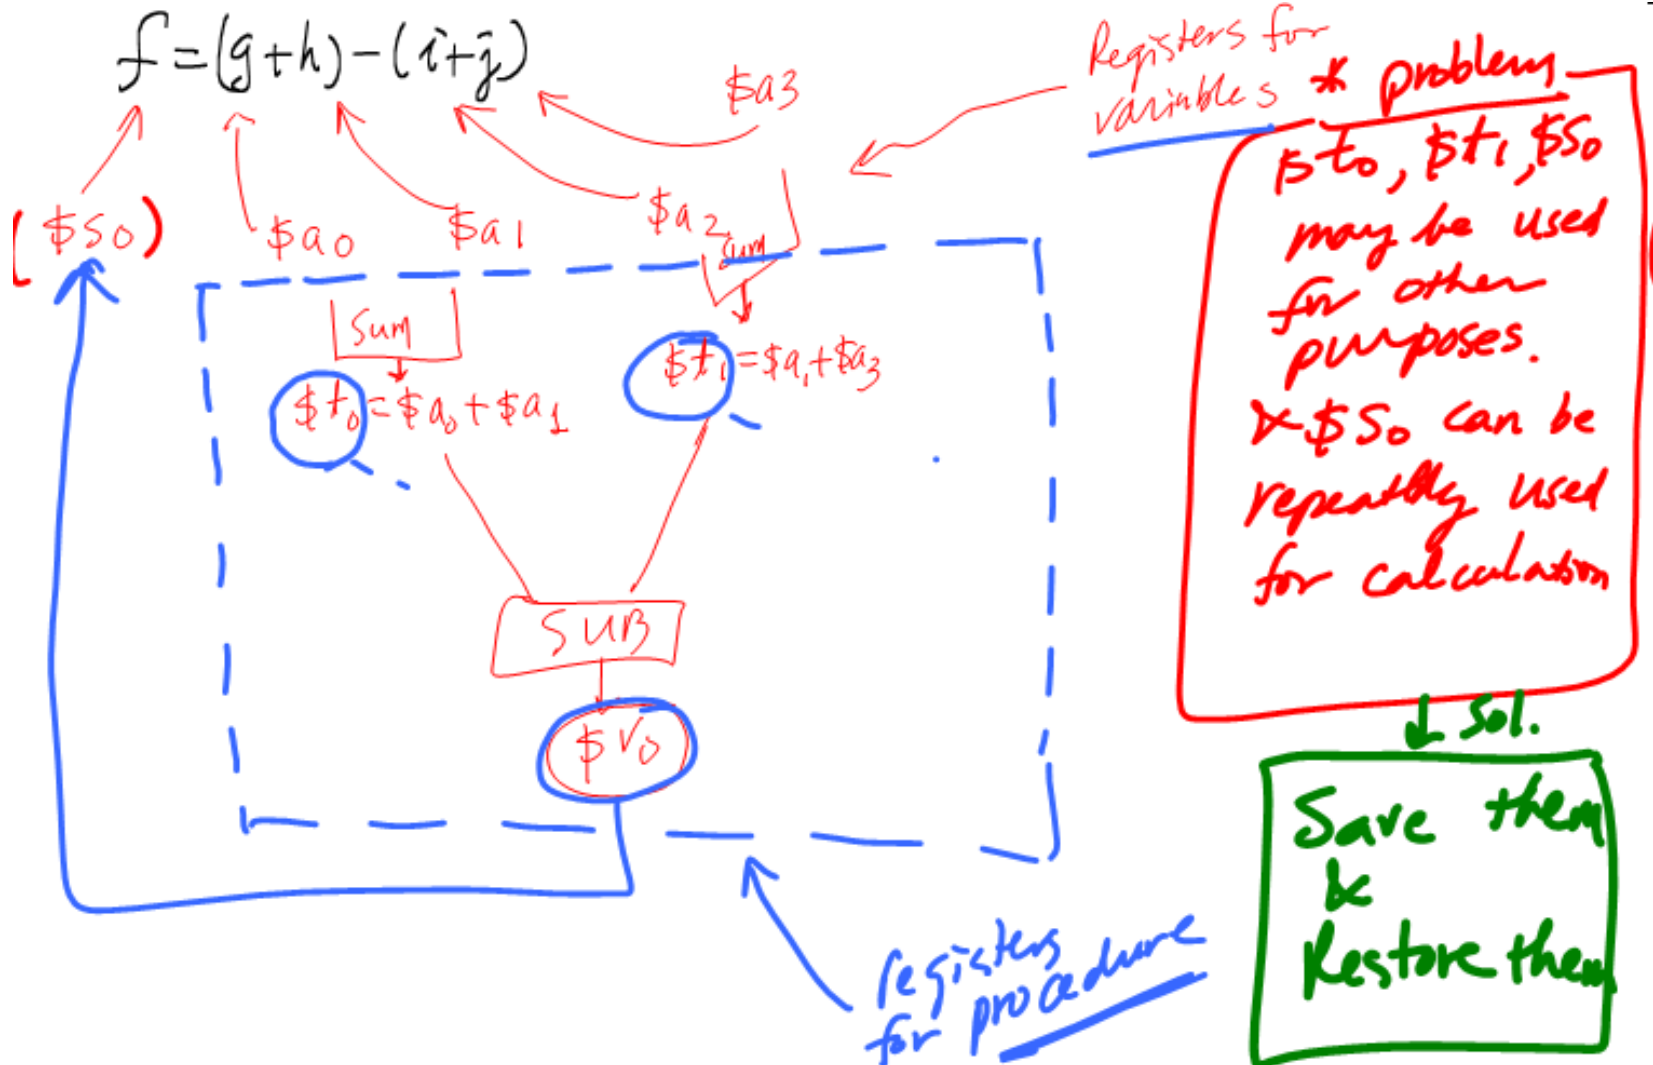 f=(g+h)-(i+j)
$a3
Registers for
variables
* problem
$t0, $t1, $s0
may be used
for other
purposes.
& $s0 can be
repeatdly used
for calculation
($s0)
$a0
$a1
$a2
Sum
sum
$t0=$a0+$a1
$t1=$a1+$a3
SUB
$v0
↓ Sol.
Save them
&
Restore them
registers
for procedure